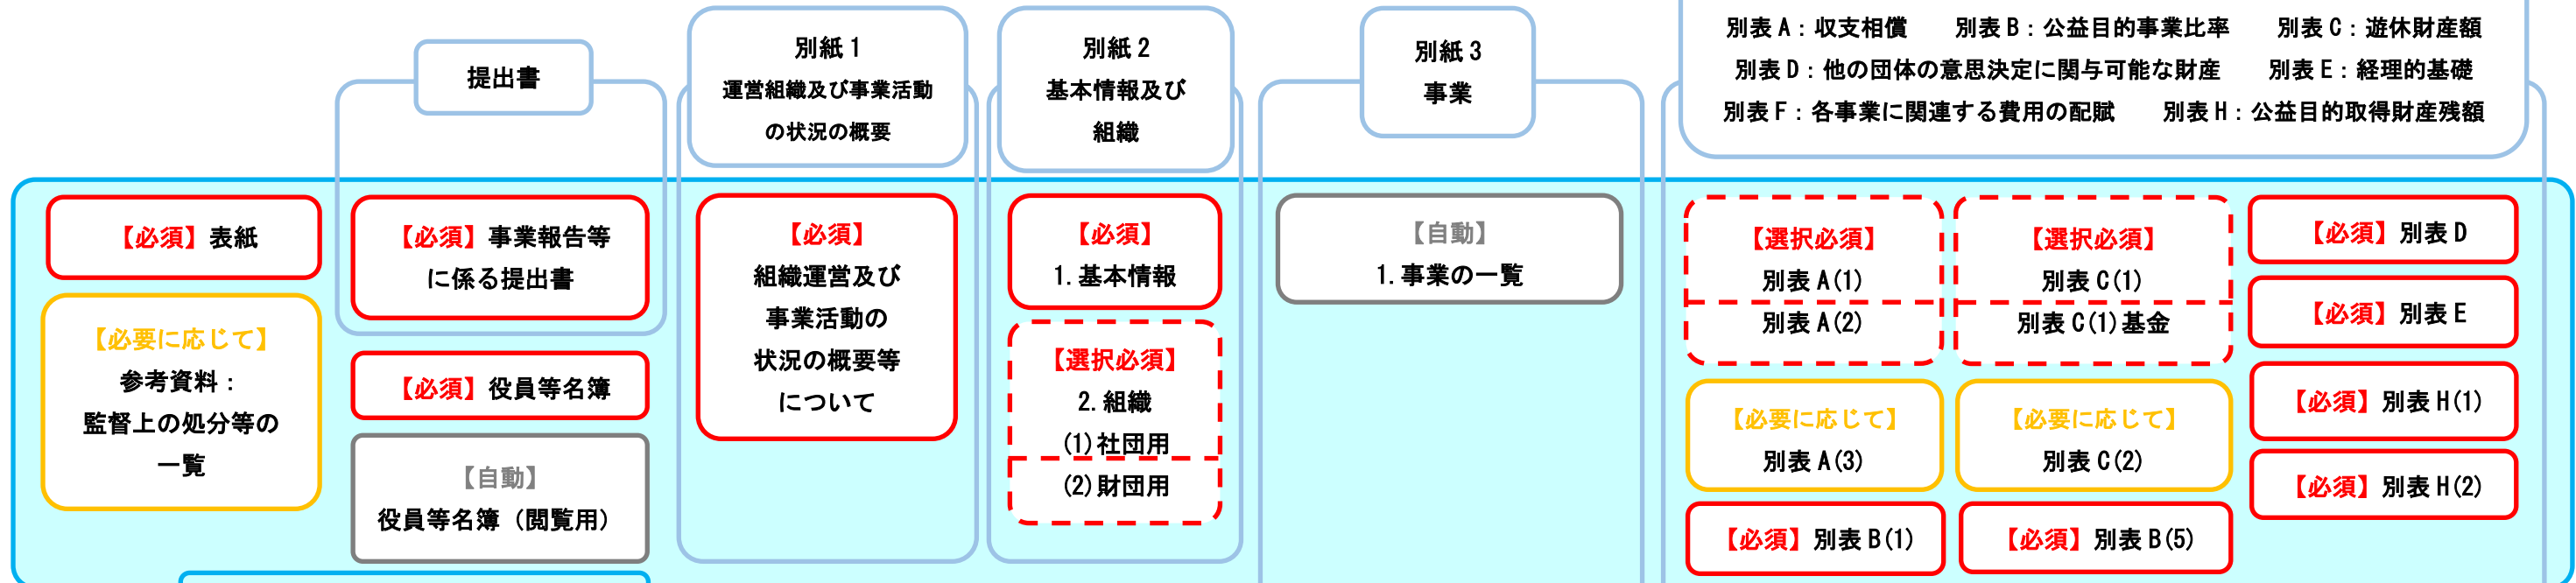 提出書
別紙1
運営組織及び事業活動
の状況の概要
別紙2
基本情報及び
組織
別紙3
事業
別表A：収支相償　別表B：公益目的事業比率　別表C：遊休財産額
別表D：他の団体の意思決定に関与可能な財産　別表E：経理的基礎
別表F：各事業に関連する費用の配賦　別表H：公益目的取得財産残額
【必須】表紙
【必要に応じて】
参考資料：
監督上の処分等の
一覧
【必須】事業報告等
に係る提出書
【必須】役員等名簿
【自動】
役員等名簿（閲覧用）
【必須】
組織運営及び
事業活動の
状況の概要等
について
【必須】
1.基本情報
【選択必須】
2.組織
(1)社団用
(2)財団用
【自動】
1.事業の一覧
【選択必須】
別表A(1)
別表A(2)
【必要に応じて】
別表A(3)
【必須】別表B(1)
【選択必須】
別表C(1)
別表C(1)基金
【必要に応じて】
別表C(2)
【必須】別表B(5)
【必須】別表D
【必須】別表E
【必須】別表H(1)
【必須】別表H(2)